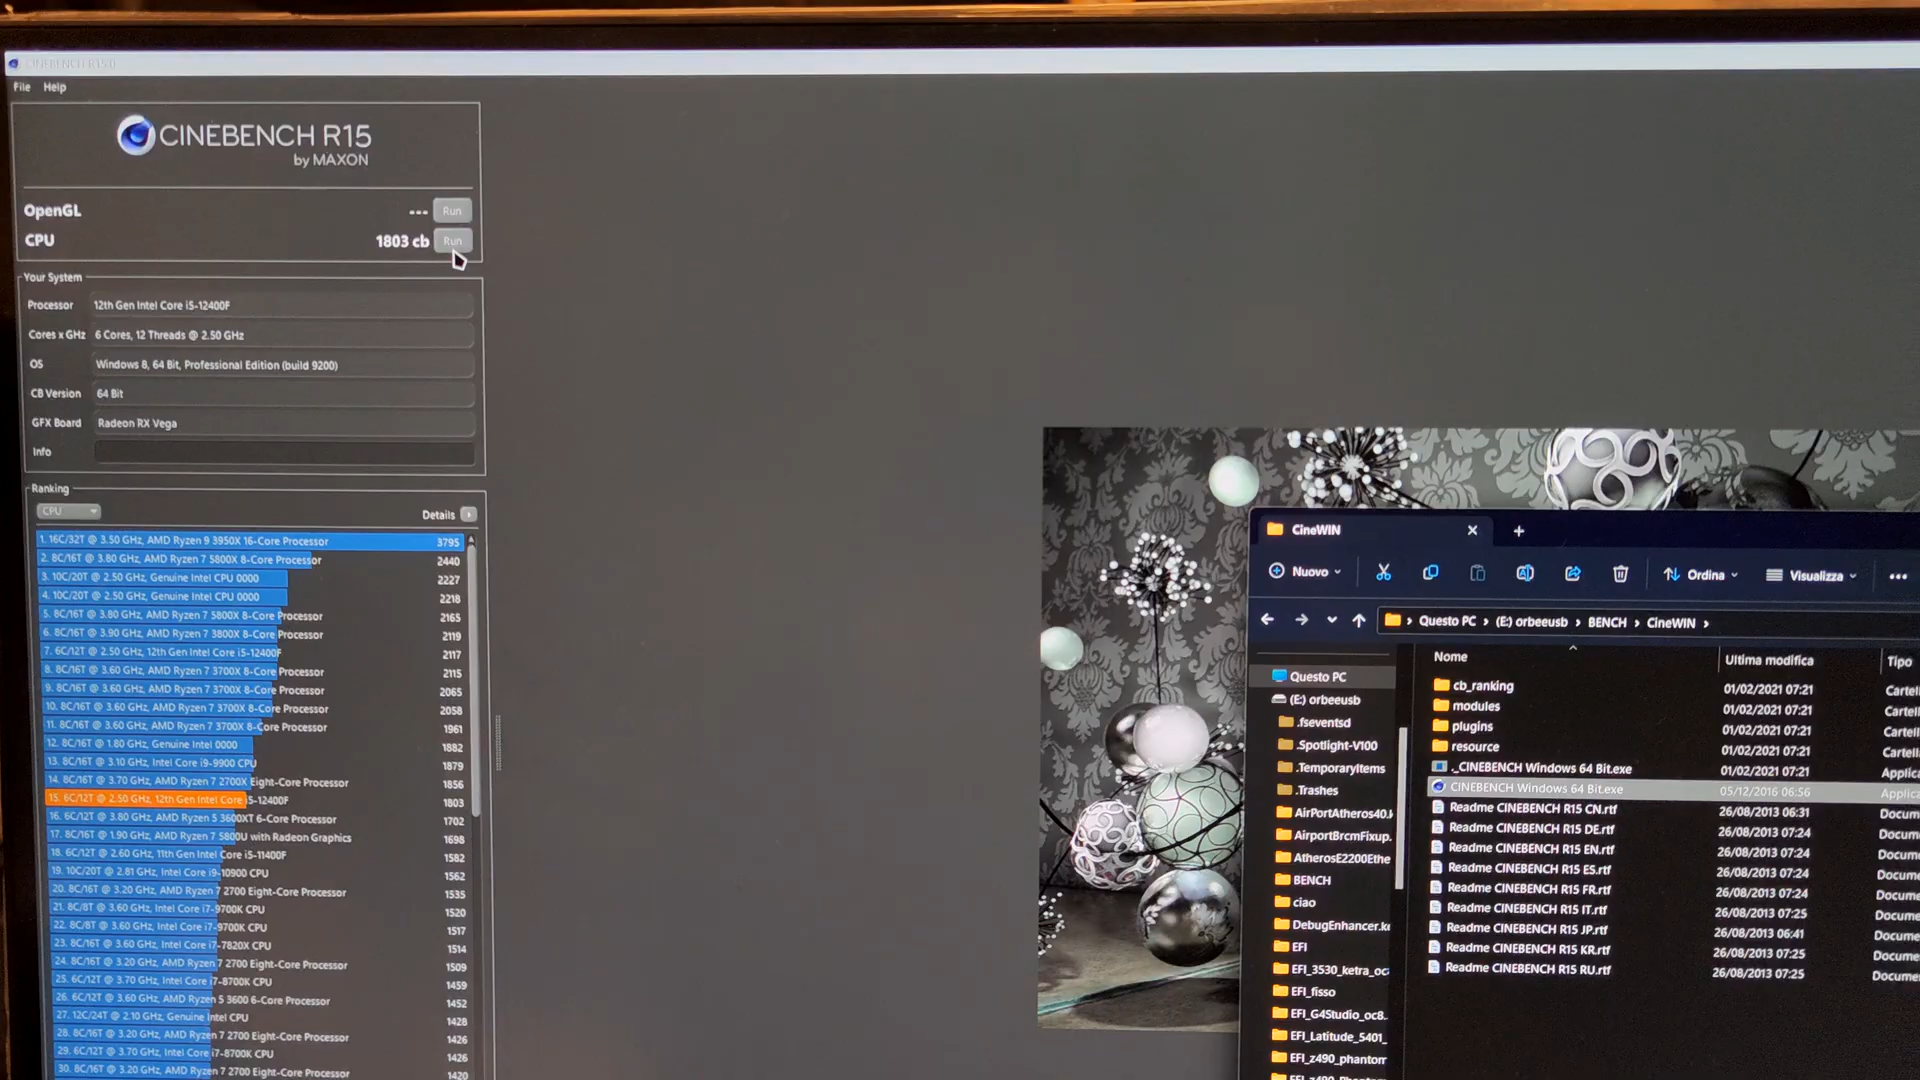 CINEBENCH R15.0
File Help
CINEBENCH R15
by MAXON
OpenGL --- Run
CPU 1803 cb Run
Your System
Processor 12th Gen Intel Core i5-12400F
Cores x GHz 6 Cores, 12 Threads @ 2.50 GHz
OS Windows 8, 64 Bit, Professional Edition (build 9200)
CB Version 64 Bit
GFX Board Radeon RX Vega
Info
Ranking
CPU Details
1. 16C/32T @ 3.50 GHz, AMD Ryzen 9 3950X 16-Core Processor 3795
2. 8C/16T @ 3.80 GHz, AMD Ryzen 7 5800X 8-Core Processor 2440
3. 10C/20T @ 2.50 GHz, Genuine Intel CPU 0000 2227
4. 10C/20T @ 2.50 GHz, Genuine Intel CPU 0000 2218
5. 8C/16T @ 3.80 GHz, AMD Ryzen 7 5800X 8-Core Processor 2165
6. 8C/16T @ 3.90 GHz, AMD Ryzen 7 3800X 8-Core Processor 2119
7. 6C/12T @ 2.50 GHz, 12th Gen Intel Core i5-12400F 2117
8. 8C/16T @ 3.60 GHz, AMD Ryzen 7 3700X 8-Core Processor 2115
9. 8C/16T @ 3.60 GHz, AMD Ryzen 7 3700X 8-Core Processor 2065
10. 8C/16T @ 3.60 GHz, AMD Ryzen 7 3700X 8-Core Processor 2058
11. 8C/16T @ 3.60 GHz, AMD Ryzen 7 3700X 8-Core Processor 1961
12. 8C/16T @ 1.80 GHz, Genuine Intel 0000 1882
13. 8C/16T @ 3.10 GHz, Intel Core i9-9900 CPU 1879
14. 8C/16T @ 3.70 GHz, AMD Ryzen 7 2700X Eight-Core Processor 1856
15. 6C/12T @ 2.50 GHz, 12th Gen Intel Core i5-12400F 1803
16. 6C/12T @ 3.80 GHz, AMD Ryzen 5 3600XT 6-Core Processor 1702
17. 8C/16T @ 1.90 GHz, AMD Ryzen 7 5800U with Radeon Graphics 1698
18. 6C/12T @ 2.60 GHz, 11th Gen Intel Core i5-11400F 1582
19. 10C/20T @ 2.81 GHz, Intel Core i9-10900 CPU 1562
20. 8C/16T @ 3.20 GHz, AMD Ryzen 7 2700 Eight-Core Processor 1535
21. 8C/8T @ 3.60 GHz, Intel Core i7-9700K CPU 1520
22. 8C/8T @ 3.60 GHz, Intel Core i7-9700K CPU 1517
23. 8C/16T @ 3.60 GHz, Intel Core i7-7820X CPU 1514
24. 8C/16T @ 3.20 GHz, AMD Ryzen 7 2700 Eight-Core Processor 1509
25. 6C/12T @ 3.70 GHz, Intel Core i7-8700K CPU 1459
26. 6C/12T @ 3.60 GHz, AMD Ryzen 5 3600 6-Core Processor 1452
27. 12C/24T @ 2.10 GHz, Genuine Intel CPU 1428
28. 8C/16T @ 3.20 GHz, AMD Ryzen 7 2700 Eight-Core Processor 1426
29. 6C/12T @ 3.70 GHz, Intel Core i7-8700K CPU 1426
30. 8C/16T @ 3.20 GHz, AMD Ryzen 7 2700 Eight-Core Processor 1420
CineWIN
Nuovo Ordina Visualizza
Questo PC > (E:) orbeeusb > BENCH > CineWIN >
Questo PC
(E:) orbeeusb
.fseventsd
.Spotlight-V100
.TemporaryItems
.Trashes
AirPortAtheros40.k
AirportBrcmFixup.
AtherosE2200Ethe
BENCH
ciao
DebugEnhancer.ke
EFI
EFI_3530_ketra_oc
EFI_fisso
EFI_G4Studio_oc8.
EFI_Latitude_5401_
EFI_z490_phantom
Nome Ultima modifica Tipo
cb_ranking 01/02/2021 07:21 Cartell
modules 01/02/2021 07:21 Cartell
plugins 01/02/2021 07:21 Cartell
resource 01/02/2021 07:21 Cartell
._CINEBENCH Windows 64 Bit.exe 01/02/2021 07:21 Applica
CINEBENCH Windows 64 Bit.exe 05/12/2016 06:56 Applica
Readme CINEBENCH R15 CN.rtf 26/08/2013 06:31 Docum
Readme CINEBENCH R15 DE.rtf 26/08/2013 07:24 Docume
Readme CINEBENCH R15 EN.rtf 26/08/2013 07:24 Docume
Readme CINEBENCH R15 ES.rtf 26/08/2013 07:24 Docume
Readme CINEBENCH R15 FR.rtf 26/08/2013 07:24 Docume
Readme CINEBENCH R15 IT.rtf 26/08/2013 07:25 Docume
Readme CINEBENCH R15 JP.rtf 26/08/2013 06:41 Docume
Readme CINEBENCH R15 KR.rtf 26/08/2013 07:25 Docume
Readme CINEBENCH R15 RU.rtf 26/08/2013 07:25 Docume